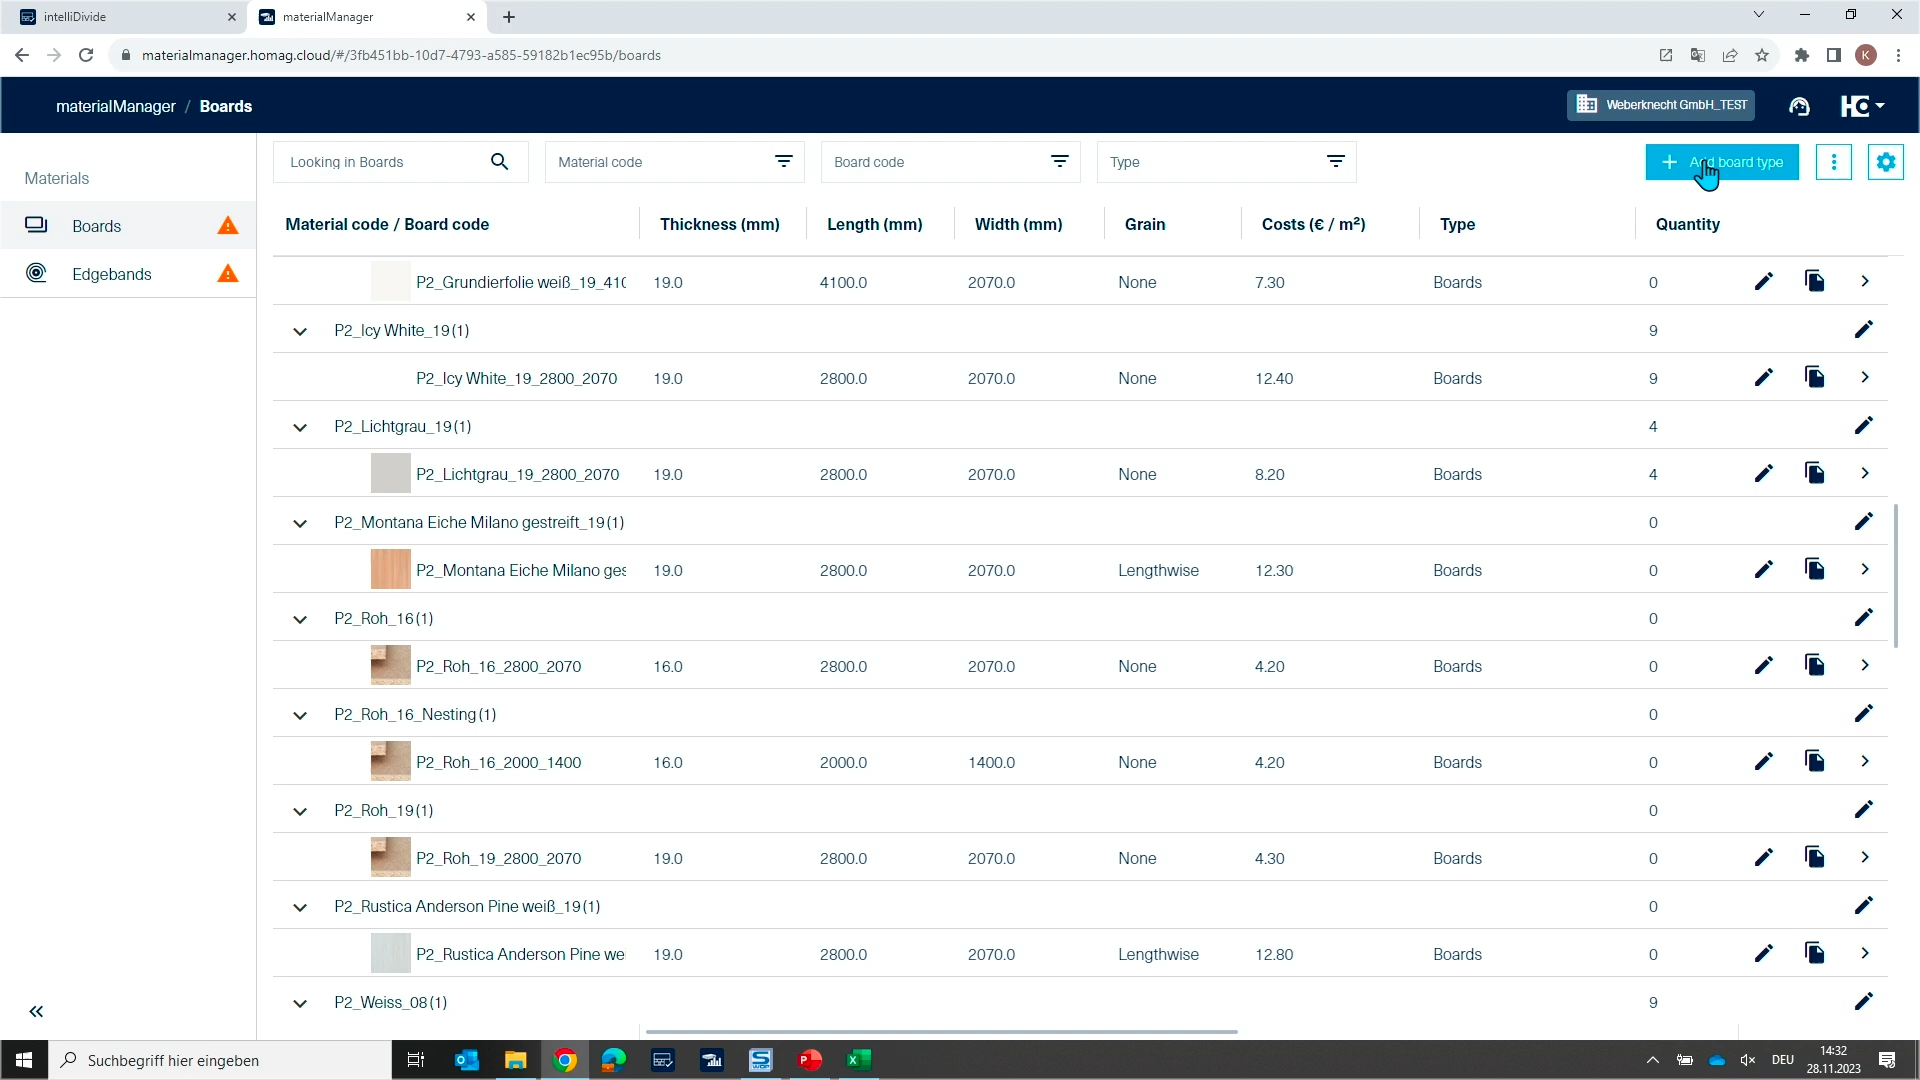 intelliDivide
materialManager
materialmanager.homag.cloud/#/3fb451bb-10d7-4793-a585-59182b1ec95b/boards
K
materialManager / Boards
Weberknecht GmbH_TEST
Materials
Boards
Edgebands
Looking in Boards
Material code
Board code
Type
Add board type
Material code / Board code Thickness (mm) Length (mm) Width (mm) Grain Costs (€ / m²) Type Quantity
P2_Grundierfolie weiß_19_410 19.0 4100.0 2070.0 None 7.30 Boards 0
P2_Icy White_19(1) 9
P2_Icy White_19_2800_2070 19.0 2800.0 2070.0 None 12.40 Boards 9
P2_Lichtgrau_19(1) 4
P2_Lichtgrau_19_2800_2070 19.0 2800.0 2070.0 None 8.20 Boards 4
P2_Montana Eiche Milano gestreift_19(1) 0
P2_Montana Eiche Milano ges 19.0 2800.0 2070.0 Lengthwise 12.30 Boards 0
P2_Roh_16(1) 0
P2_Roh_16_2800_2070 16.0 2800.0 2070.0 None 4.20 Boards 0
P2_Roh_16_Nesting(1) 0
P2_Roh_16_2000_1400 16.0 2000.0 1400.0 None 4.20 Boards 0
P2_Roh_19(1) 0
P2_Roh_19_2800_2070 19.0 2800.0 2070.0 None 4.30 Boards 0
P2_Rustica Anderson Pine weiß_19(1) 0
P2_Rustica Anderson Pine we 19.0 2800.0 2070.0 Lengthwise 12.80 Boards 0
P2_Weiss_08(1) 9
Suchbegriff hier eingeben
DEU
14:32
28.11.2023